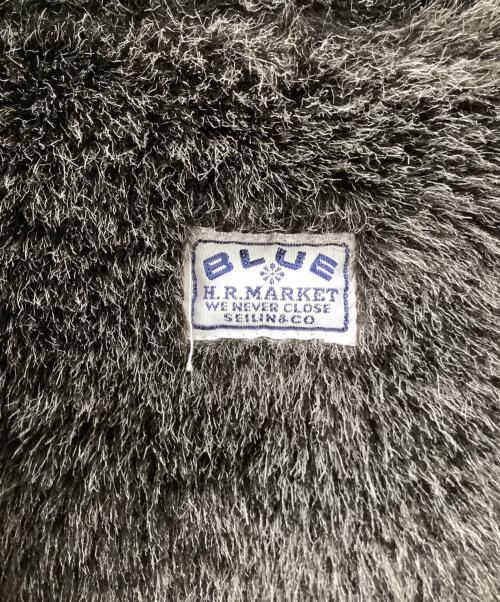 BLUE
H.R.MARKET
WE NEVER CLOSE
SEILIN&CO